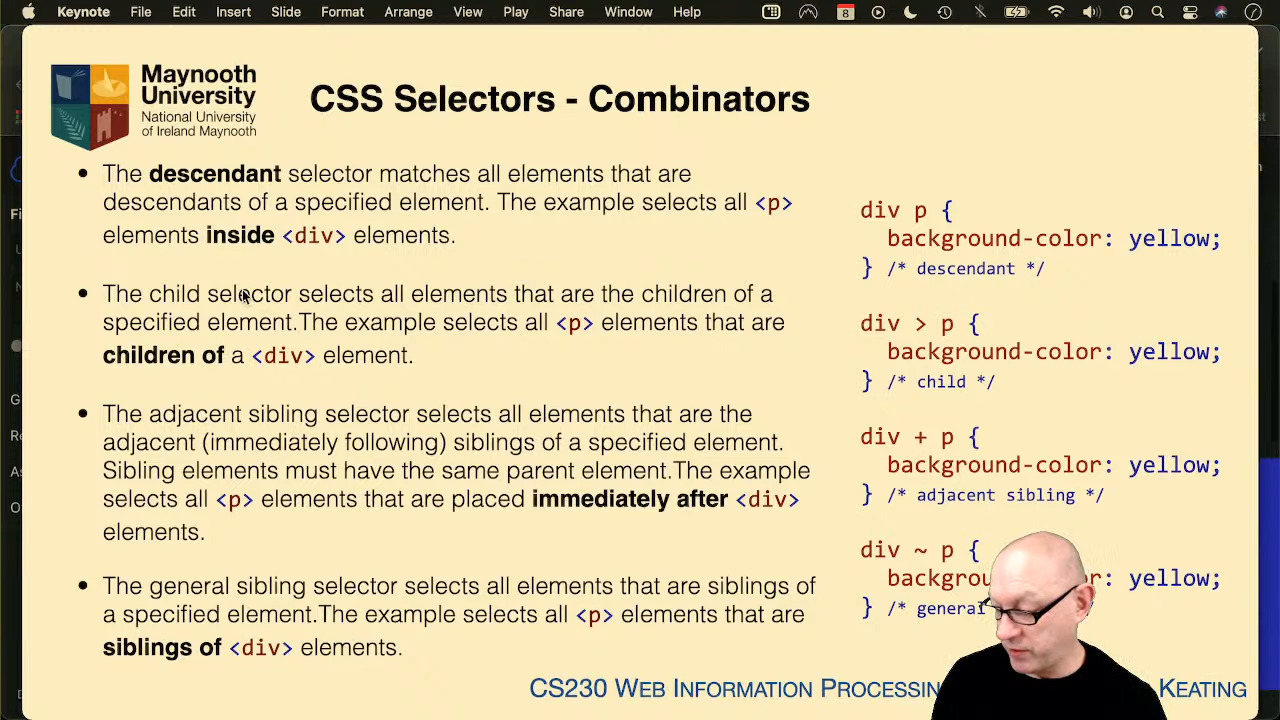 Keynote File Edit Insert Slide Format Arrange View Play Share Window Help
8
Maynooth
University
National University
of Ireland Maynooth
CSS Selectors - Combinators
• The descendant selector matches all elements that are
descendants of a specified element. The example selects all <p>
elements inside <div> elements.
• The child selector selects all elements that are the children of a
specified element.The example selects all <p> elements that are
children of a <div> element.
• The adjacent sibling selector selects all elements that are the
adjacent (immediately following) siblings of a specified element.
Sibling elements must have the same parent element.The example
selects all <p> elements that are placed immediately after <div>
elements.
• The general sibling selector selects all elements that are siblings of
a specified element.The example selects all <p> elements that are
siblings of <div> elements.
div p {
background-color: yellow;
} /* descendant */
div > p {
background-color: yellow;
} /* child */
div + p {
background-color: yellow;
} /* adjacent sibling */
div ~ p {
yellow;
} /* general
CS230 WEB INFORMATION KEATING